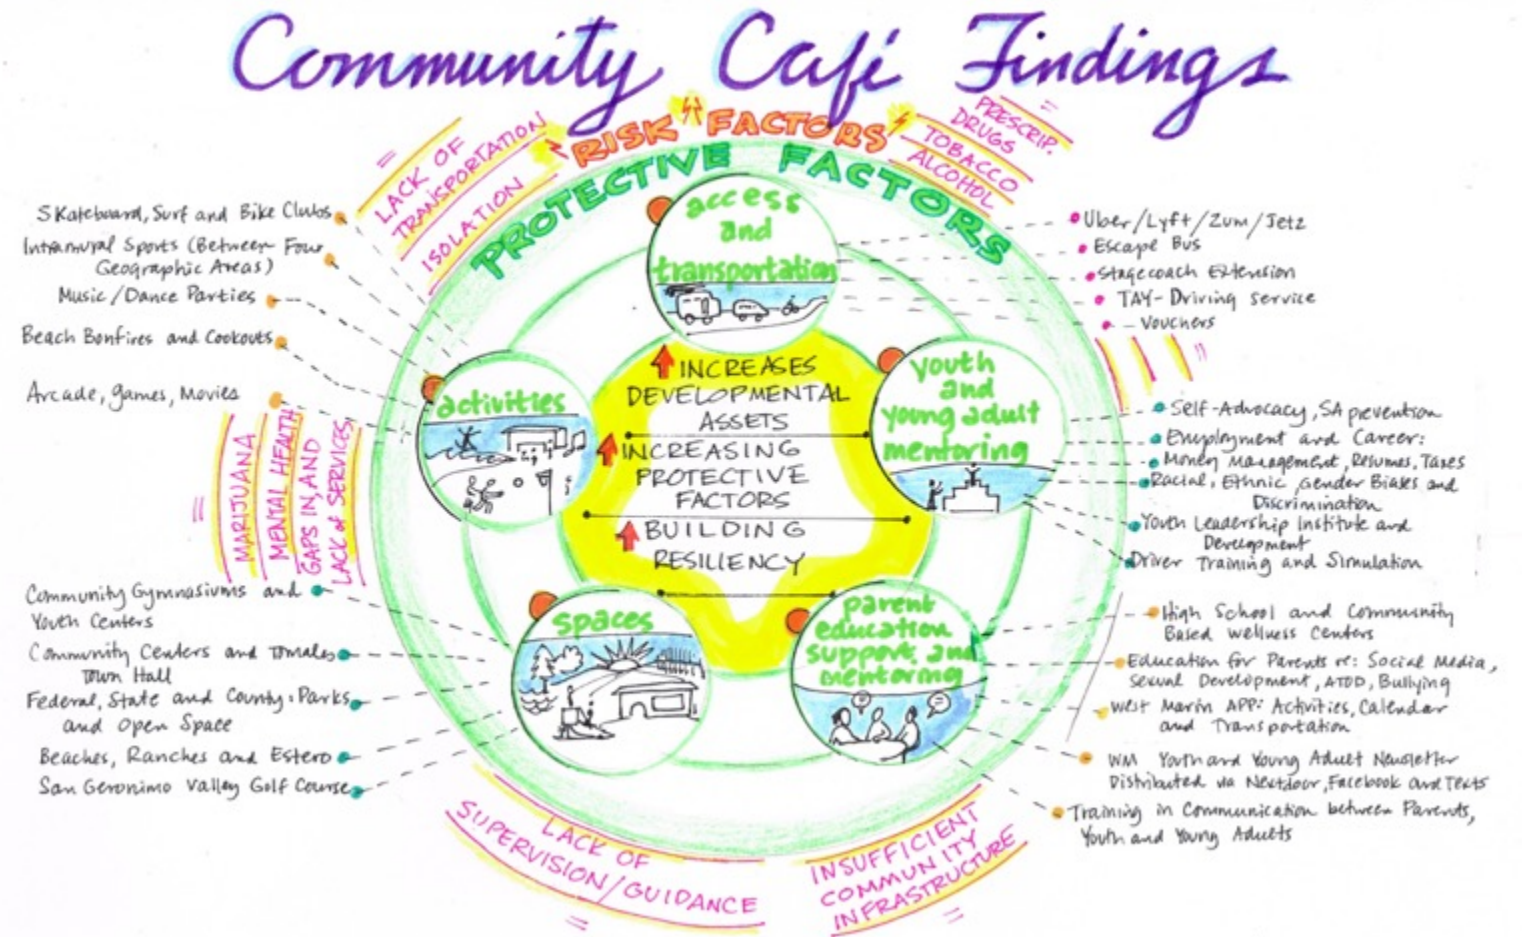 Community Café Findings
RISK FACTORS
PROTECTIVE FACTORS
LACK OF
TRANSPORTATION
ISOLATION
PRESCRIP.
DRUGS
TOBACCO
ALCOHOL
access
and
transportation
Uber/Lyft/Zum/Jetz
Escape Bus
Stagecoach Extension
TAY-Driving service
Vouchers
Skateboard, Surf and Bike Clubs
Intramural Sports (Between Four
Geographic Areas)
Music/Dance Parties
Beach Bonfires and Cookouts
Arcade, games, Movies
activities
MARIJUANA
MENTAL HEALTH
GAPS IN, AND
LACK of SERVICES
INCREASES
DEVELOPMENTAL
ASSETS
INCREASING
PROTECTIVE
FACTORS
BUILDING
RESILIENCY
youth
and
young adult
mentoring
Self-Advocacy, SA prevention
Employment and Career:
Money Management, Resumes, Taxes
Racial, Ethnic, Gender Biases and
Discrimination
Youth Leadership Institute and
Development
Driver Training and Simulation
Community Gymnasiums and
Youth Centers
Community Centers and Tomales
Town Hall
Federal, State and County: Parks
and Open Space
Beaches, Ranches and Estero
San Geronimo Valley Golf Course
spaces
parent
education
support, and
mentoring
High School and Community
Based Wellness Centers
Education for Parents re: Social Media,
Sexual Development, ATOD, Bullying
West Marin APP: Activities, Calendar
and Transportation
WM Youth and Young Adult Newsletter
Distributed via Nextdoor, Facebook and Texts
Training in Communication between Parents,
Youth and Young Adults
LACK OF
SUPERVISION/GUIDANCE
INSUFFICIENT
COMMUNITY
INFRASTRUCTURE